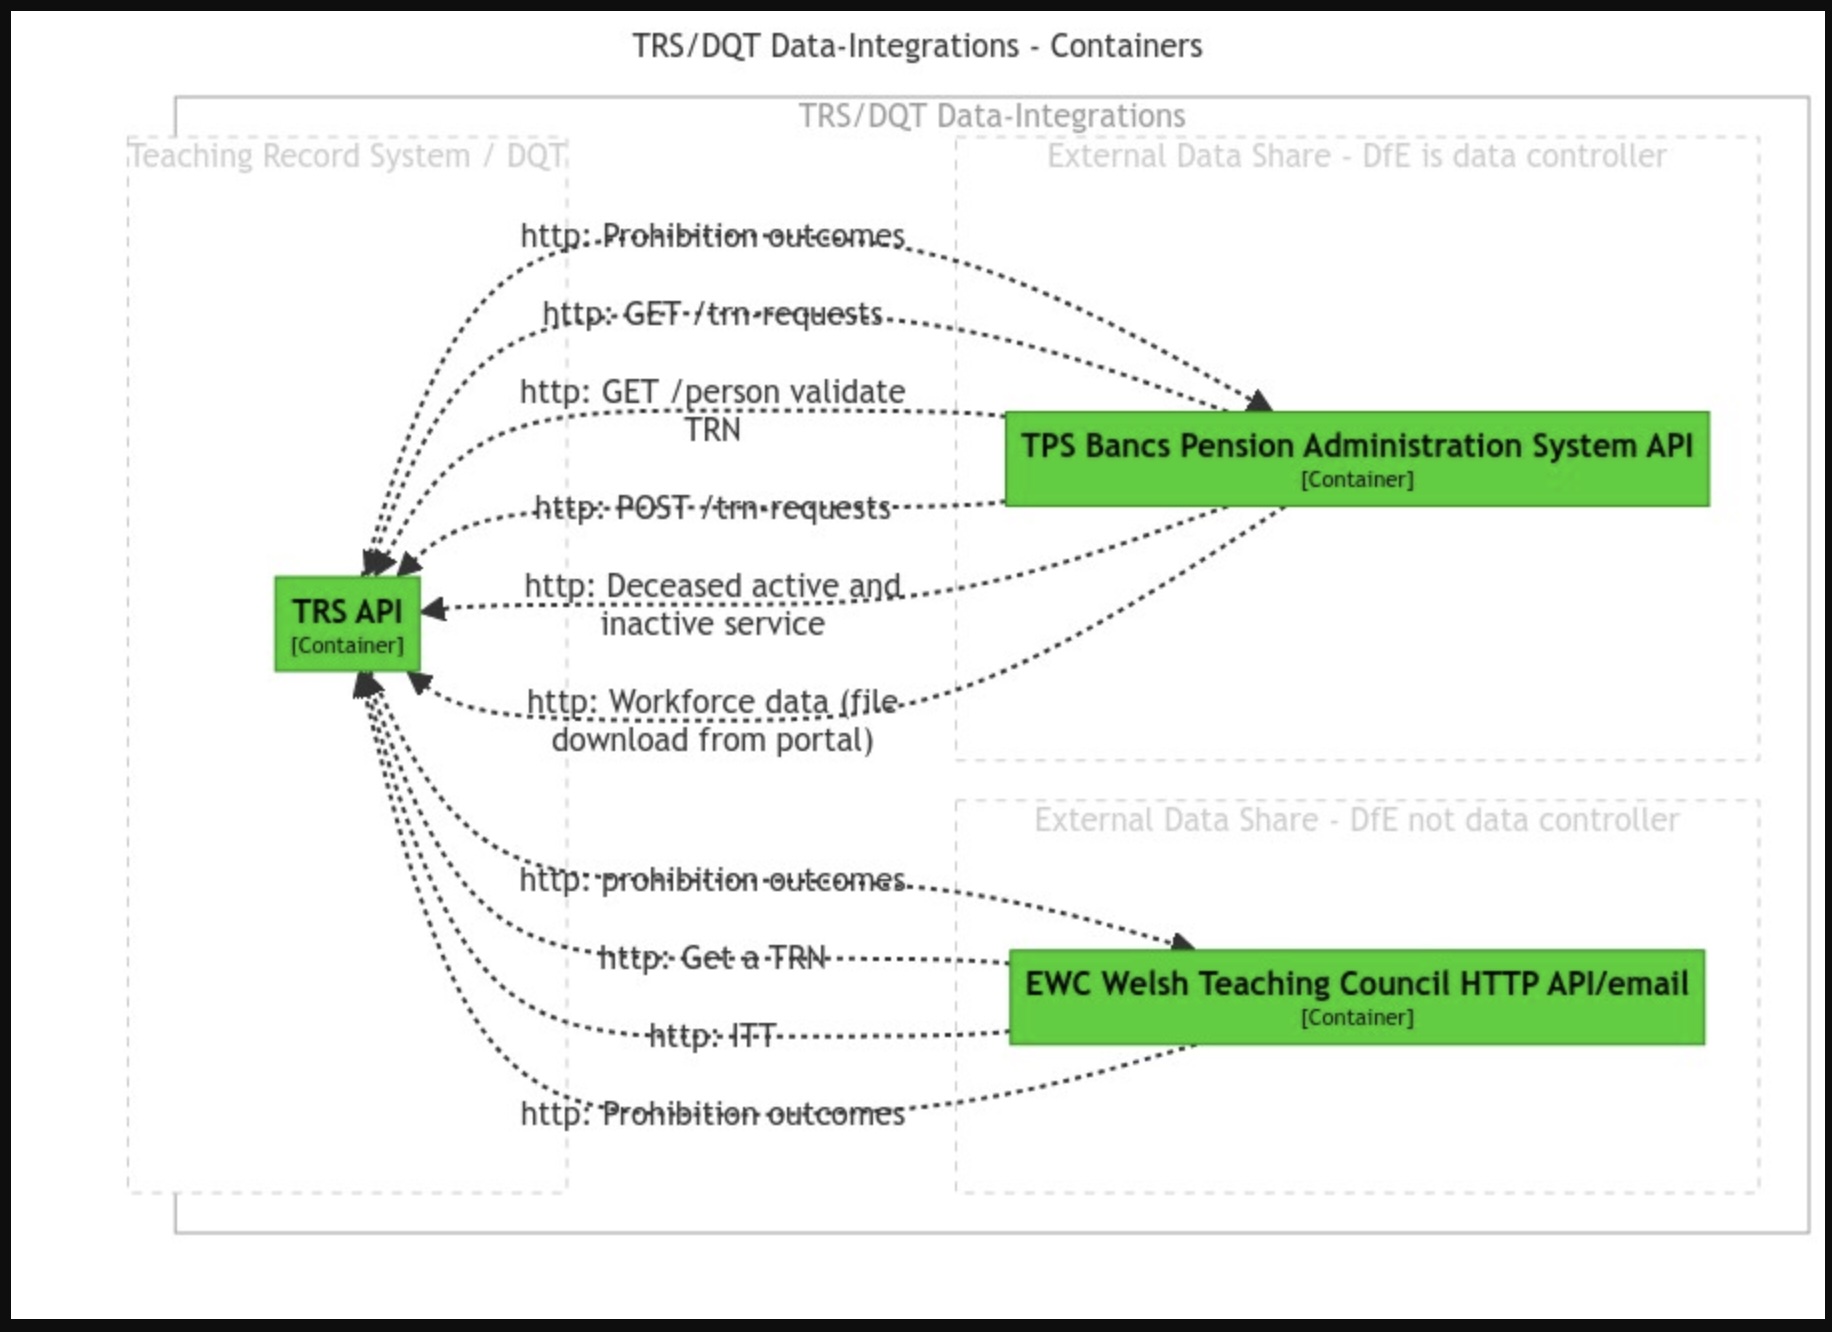 TRS/DQT Data-Integrations - Containers
TRS/DQT Data-Integrations
Teaching Record System / DQT
External Data Share - DfE is data controller
http: Prohibition outcomes
http: GET /trn-requests
http: GET /person validate
TRN
TPS Bancs Pension Administration System API
[Container]
http: POST /trn-requests
http: Deceased active and
inactive service
TRS API
[Container]
http: Workforce data (file
download from portal)
External Data Share - DfE not data controller
http: prohibition outcomes
http: Get a TRN
EWC Welsh Teaching Council HTTP API/email
[Container]
http: ITT
http: Prohibition outcomes